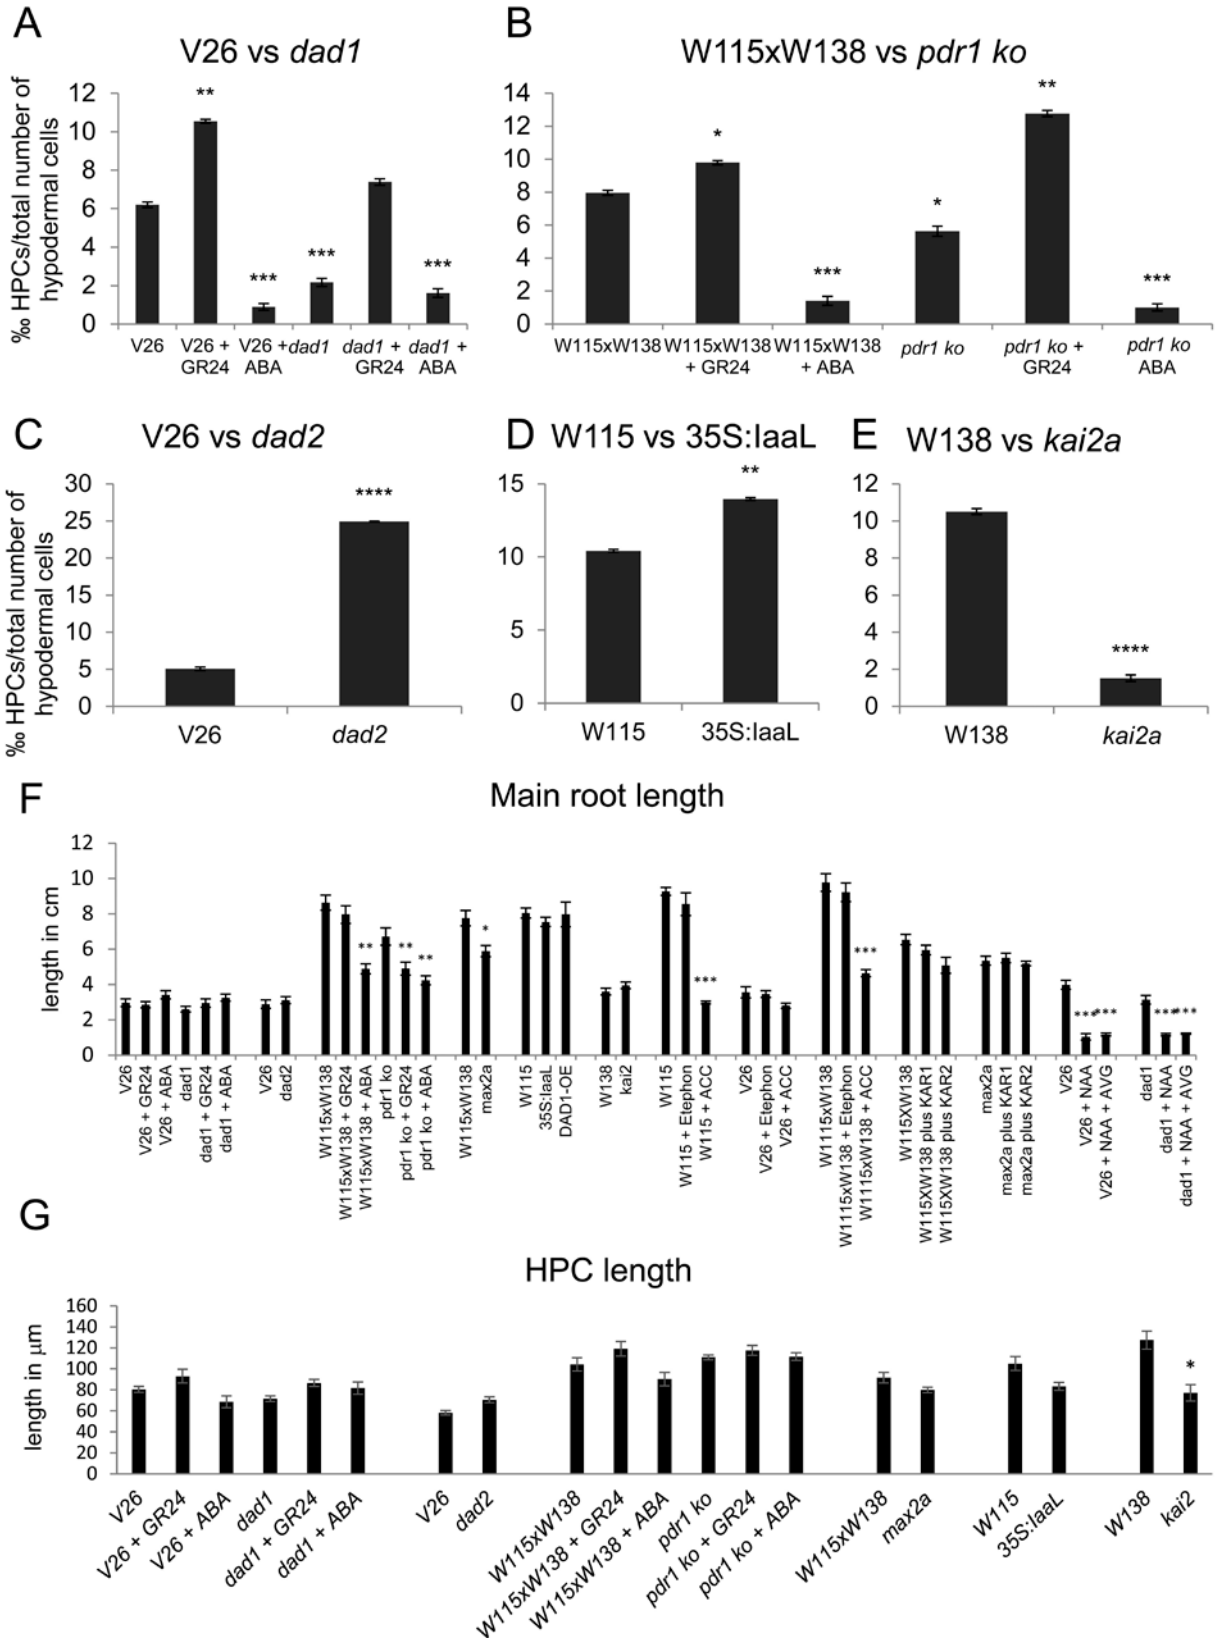 A
V26 vs dad1
‰ HPCs/total number of
hypodermal cells
12
10
8
6
4
2
0
**
***
***
***
V26
V26 +
GR24
V26 +
ABA
dad1
dad1 +
GR24
dad1 +
ABA
B
W115xW138 vs pdr1 ko
14
12
10
8
6
4
2
0
*
***
*
**
***
W115xW138
W115xW138
+ GR24
W115xW138
+ ABA
pdr1 ko
pdr1 ko +
GR24
pdr1 ko
ABA
C
V26 vs dad2
‰ HPCs/total number of
hypodermal cells
30
25
20
15
10
5
0
****
V26
dad2
D
W115 vs 35S:IaaL
15
10
5
0
**
W115
35S:IaaL
E
W138 vs kai2a
12
10
8
6
4
2
0
****
W138
kai2a
F
Main root length
length in cm
12
10
8
6
4
2
0
**
**
**
*
***
***
***
***
***
***
V26
V26 + GR24
V26 + ABA
dad1
dad1 + GR24
dad1 + ABA
V26
dad2
W115xW138
W115xW138 + GR24
W115xW138 + ABA
pdr1 ko
pdr1 ko + GR24
pdr1 ko + ABA
W115xW138
max2a
W115
35S:IaaL
DAD1-OE
W138
kai2
W115
W115 + Etephon
W115 + ACC
V26
V26 + Etephon
V26 + ACC
W115xW138
W1115xW138 + Etephon
W115xW138 + ACC
W115XW138
W115XW138 plus KAR1
W115XW138 plus KAR2
max2a
max2a plus KAR1
max2a plus KAR2
V26
V26 + NAA
V26 + NAA + AVG
dad1
dad1 + NAA
dad1 + NAA + AVG
G
HPC length
length in μm
160
140
120
100
80
60
40
20
0
*
V26
V26 + GR24
V26 + ABA
dad1
dad1 + GR24
dad1 + ABA
V26
dad2
W115xW138
W115xW138 + GR24
W115xW138 + ABA
pdr1 ko
pdr1 ko + GR24
pdr1 ko + ABA
W115xW138
max2a
W115
35S:IaaL
W138
kai2